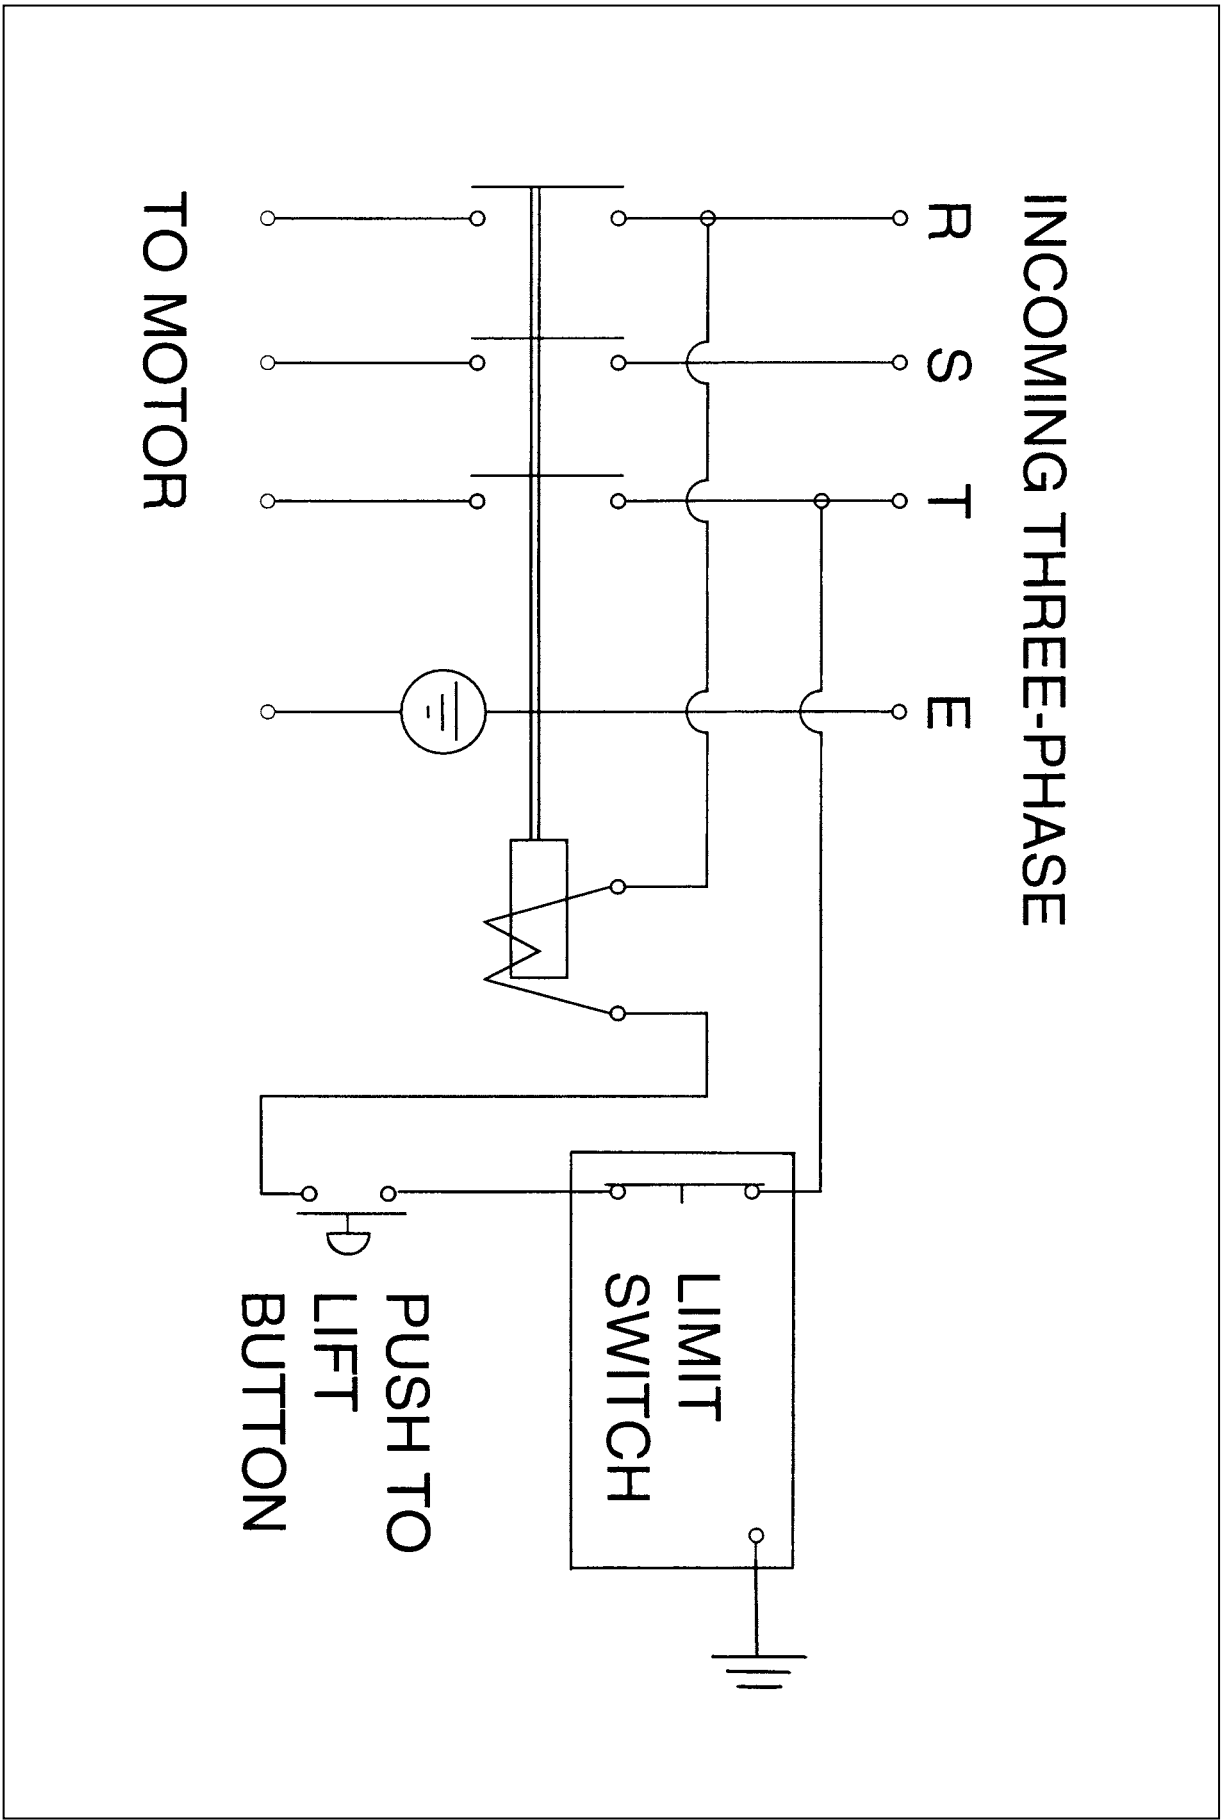 INCOMING THREE-PHASE
R S T E
LIMIT
SWITCH
PUSH TO
LIFT
BUTTON
TO MOTOR